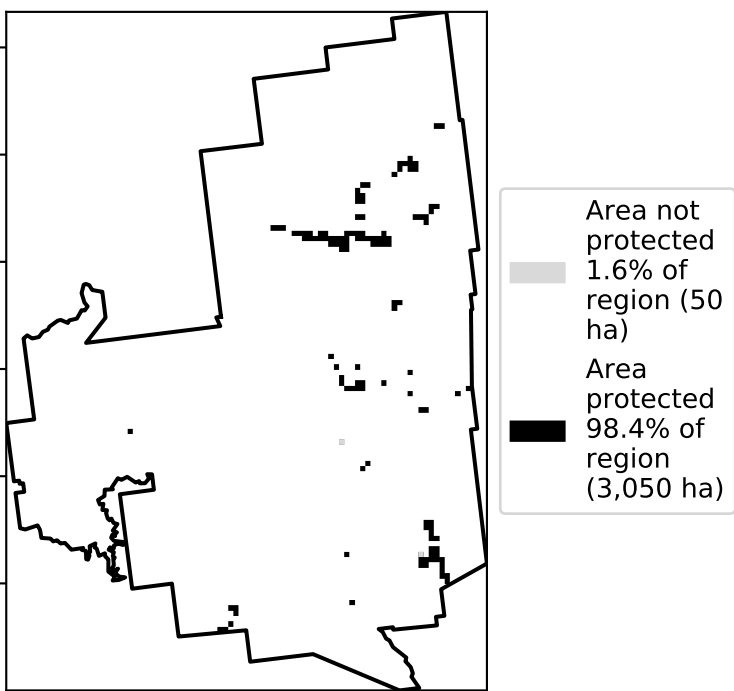 Area not
protected
1.6% of
region (50
ha)
Area
protected
98.4% of
region
(3,050 ha)